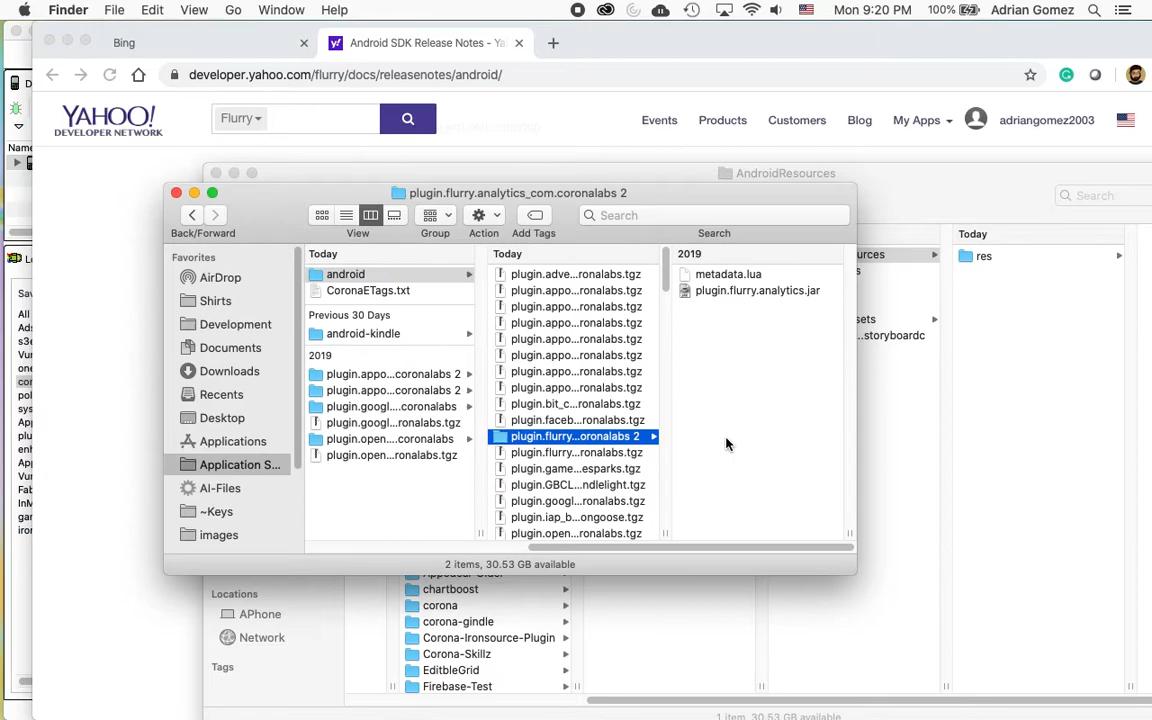 Finder File Edit View Go Window Help Mon 9:20 PM 100% Adrian Gomez
Bing
Android SDK Release Notes - Ya
developer.yahoo.com/flurry/docs/releasenotes/android/
YAHOO!
DEVELOPER NETWORK
Flurry
Events Products Customers Blog My Apps adriangomez2003
Name
AndroidResources
Search
plugin.flurry.analytics_com.coronalabs 2
Search
Back/Forward View Group Action Add Tags Search
Today
res
Favorites
AirDrop
Shirts
Development
Documents
Downloads
Recents
Desktop
Applications
Application S...
AI-Files
~Keys
images
Today
android
CoronaETags.txt
Previous 30 Days
android-kindle
2019
plugin.appo...coronalabs 2
plugin.appo...coronalabs 2
plugin.googl....coronalabs
plugin.googl...ronalabs.tgz
plugin.open....coronalabs
plugin.open...ronalabs.tgz
Today
plugin.adve...ronalabs.tgz
plugin.appo...ronalabs.tgz
plugin.appo...ronalabs.tgz
plugin.appo...ronalabs.tgz
plugin.appo...ronalabs.tgz
plugin.appo...ronalabs.tgz
plugin.appo...ronalabs.tgz
plugin.appo...ronalabs.tgz
plugin.bit_c...ronalabs.tgz
plugin.faceb...ronalabs.tgz
plugin.flurry...oronalabs 2
plugin.flurry...ronalabs.tgz
plugin.game...esparks.tgz
plugin.GBCL...ndlelight.tgz
plugin.googl...ronalabs.tgz
plugin.iap_b...ongoose.tgz
plugin.open...ronalabs.tgz
2019
metadata.lua
plugin.flurry.analytics.jar
2 items, 30.53 GB available
Locations
APhone
Network
Tags
chartboost
corona
corona-gindle
Corona-Ironsource-Plugin
Corona-Skillz
EditbleGrid
Firebase-Test
1 item, 30.53 GB available